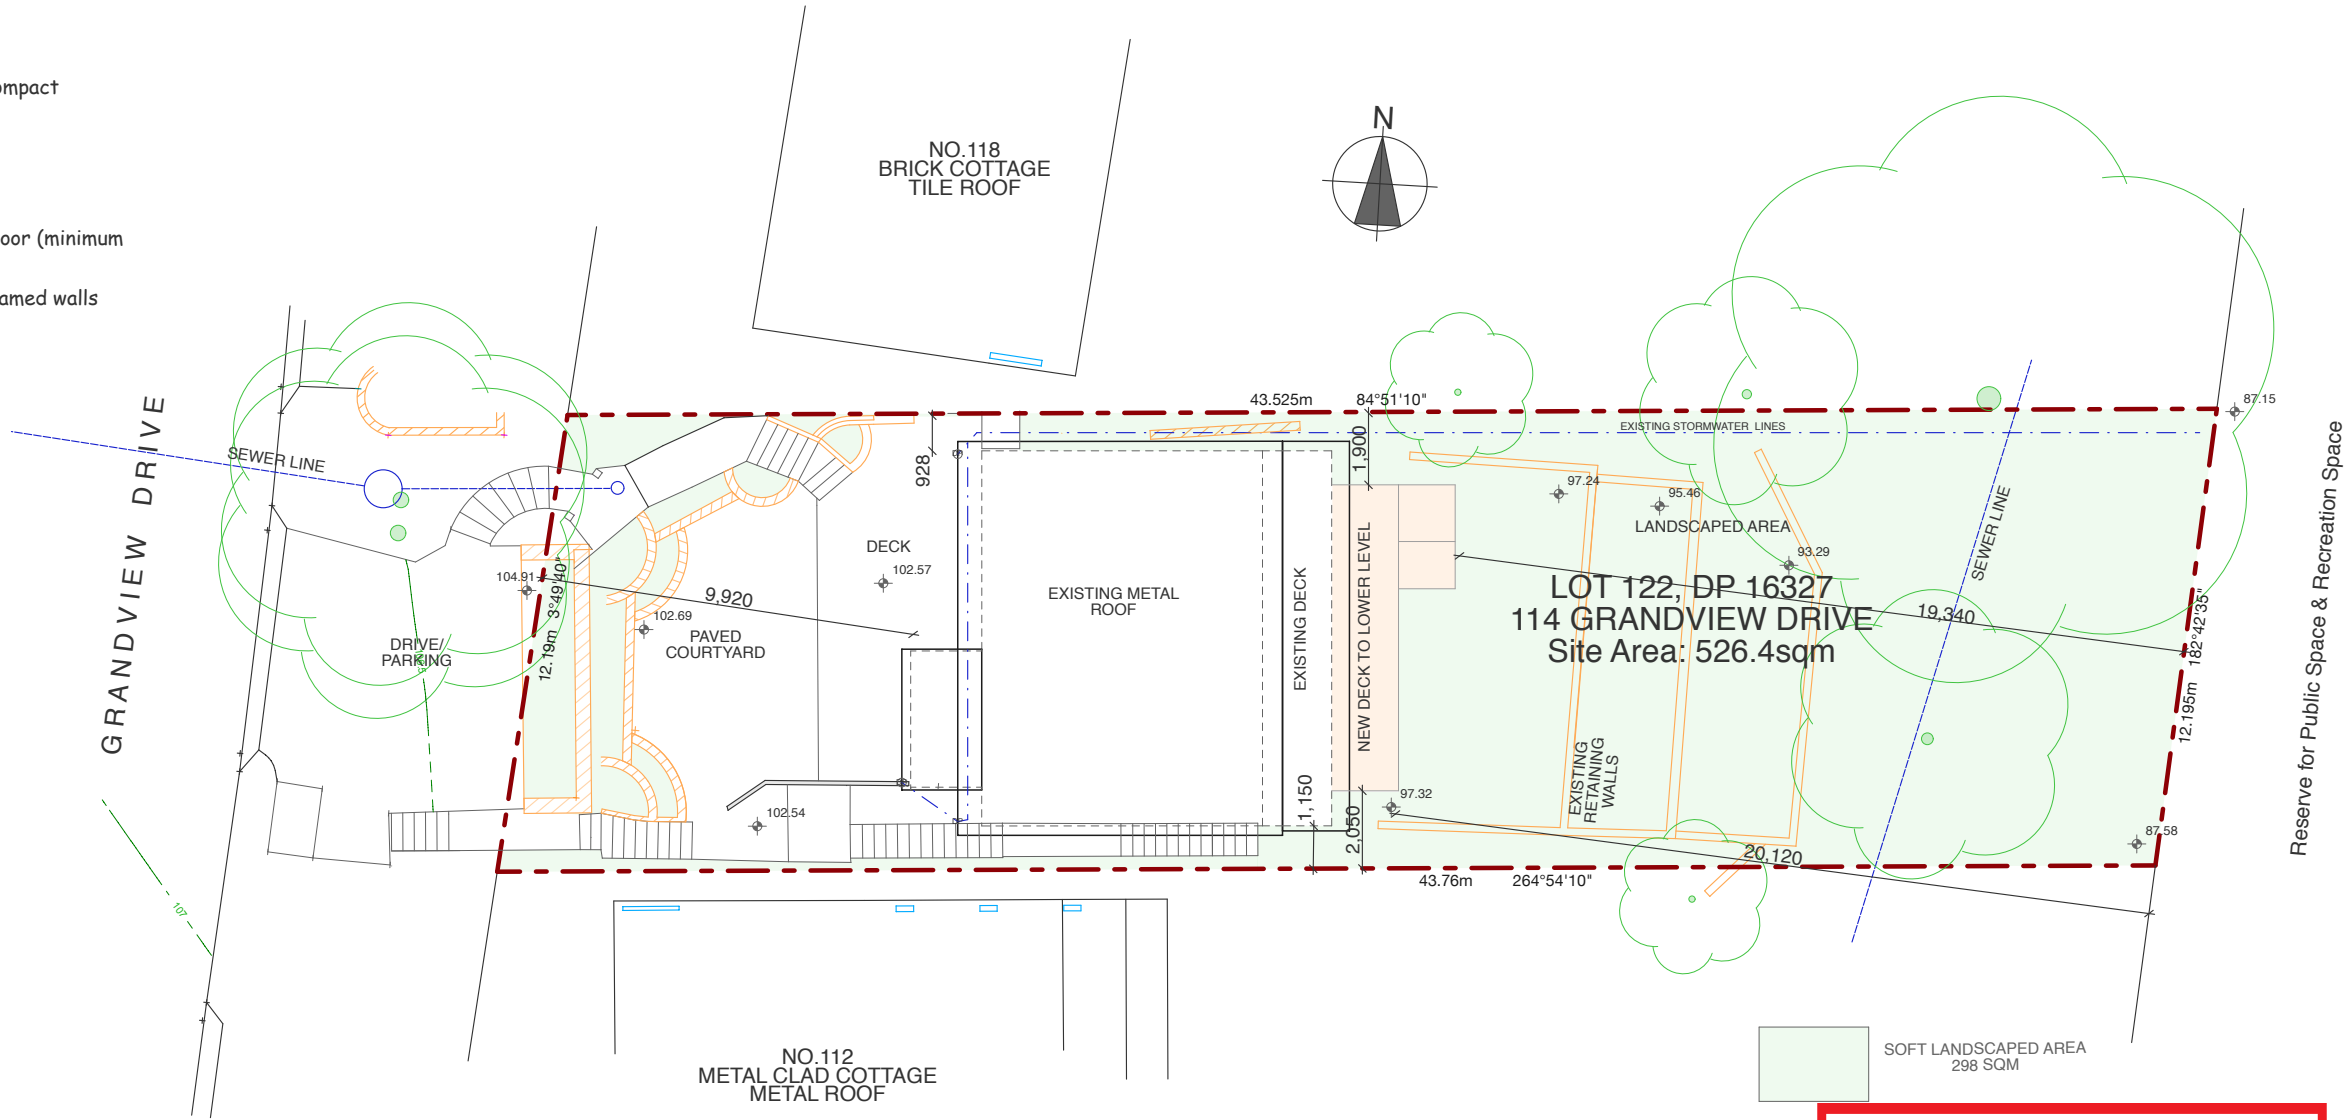 ompact
oor (minimum
amed walls
N
NO.118
BRICK COTTAGE
TILE ROOF
GRANDVIEW DRIVE
SEWER LINE
43.525m
84°51'10"
EXISTING STORMWATER LINES
87.15
928
1,900
97.24
95.46
LANDSCAPED AREA
93.29
SEWER LINE
104.91
3°49'40"
12.19m
9,920
DECK
102.57
102.69
PAVED
COURTYARD
DRIVE/
PARKING
EXISTING METAL
ROOF
EXISTING DECK
NEW DECK TO LOWER LEVEL
LOT 122, DP 16327
114 GRANDVIEW DRIVE
Site Area: 526.4sqm
19,340
182°42'35"
12.195m
Reserve for Public Space & Recreation Space
EXISTING
RETAINING
WALLS
1,150
2,050
97.32
102.54
87.58
20,120
43.76m
264°54'10"
107
NO.112
METAL CLAD COTTAGE
METAL ROOF
SOFT LANDSCAPED AREA
298 SQM